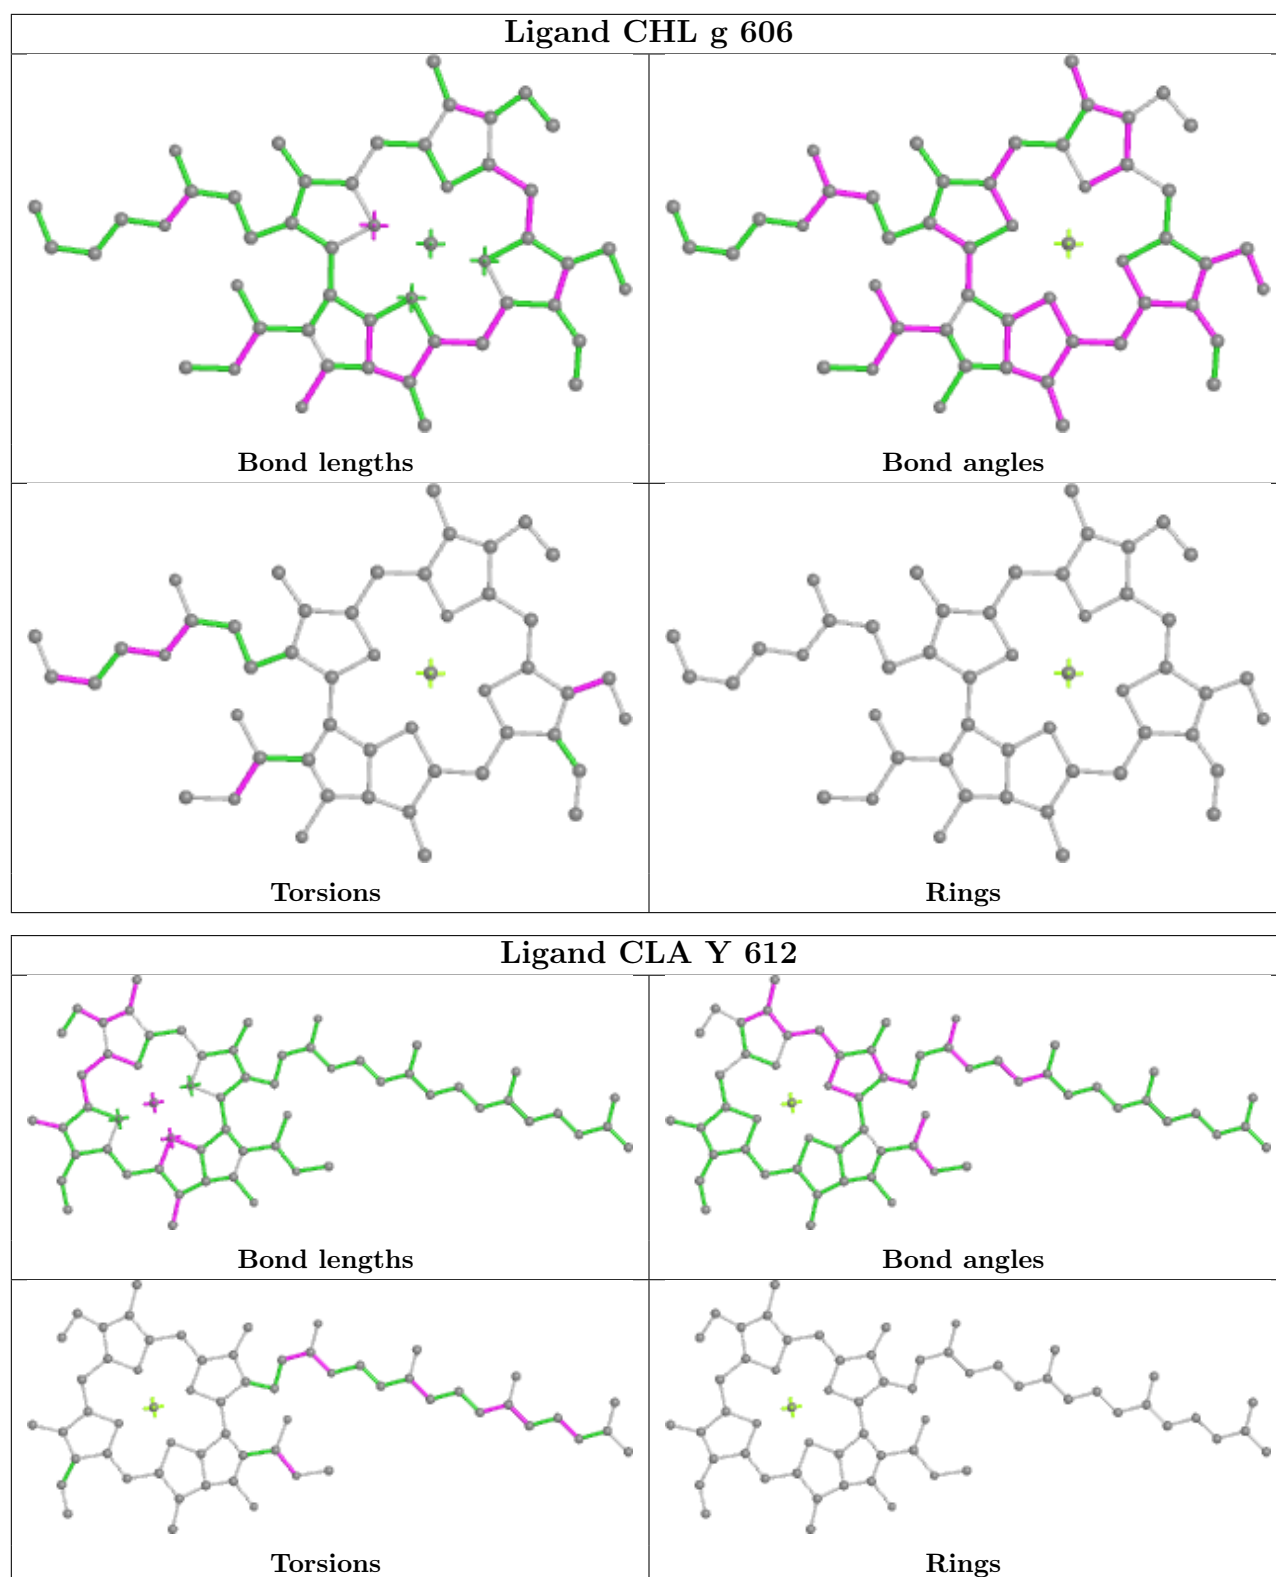 Ligand CHL g 606
Bond lengths
Bond angles
Torsions
Rings
Ligand CLA Y 612
Bond lengths
Bond angles
Torsions
Rings